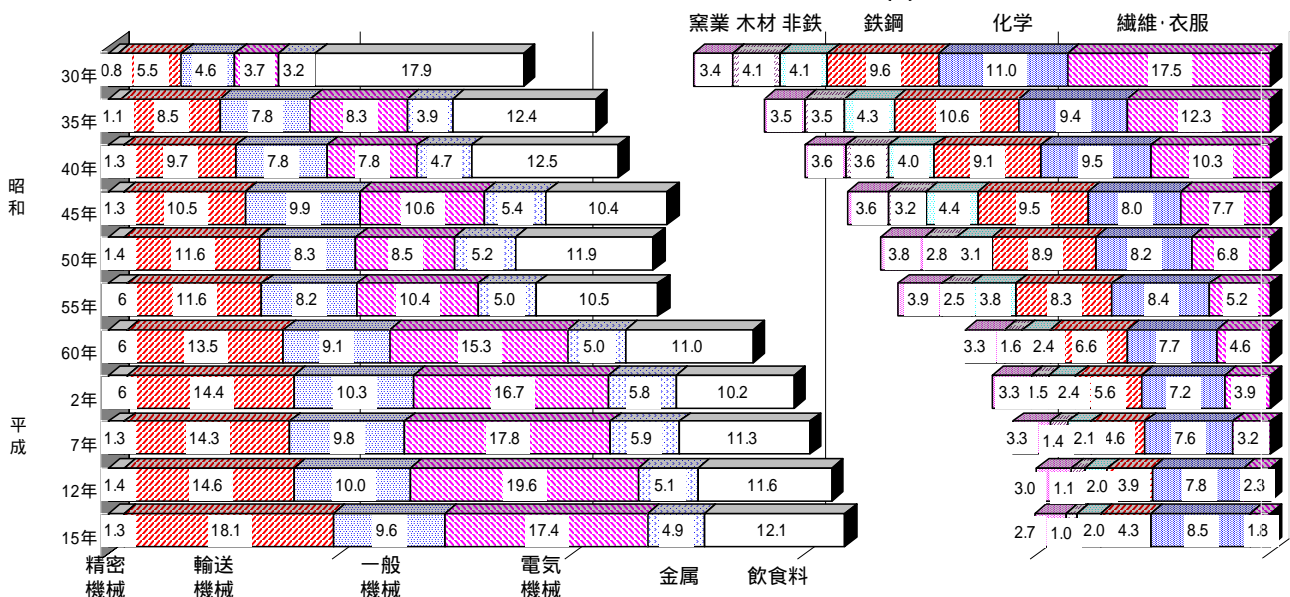 窯業 木材 非鉄 鉄鋼 化学 繊維・衣服
30年 0.8 5.5 4.6 3.7 3.2 17.9 3.4 4.1 4.1 9.6 11.0 17.5
35年 1.1 8.5 7.8 8.3 3.9 12.4 3.5 3.5 4.3 10.6 9.4 12.3
40年 1.3 9.7 7.8 7.8 4.7 12.5 3.6 3.6 4.0 9.1 9.5 10.3
昭和
45年 1.3 10.5 9.9 10.6 5.4 10.4 3.6 3.2 4.4 9.5 8.0 7.7
50年 1.4 11.6 8.3 8.5 5.2 11.9 3.8 2.8 3.1 8.9 8.2 6.8
55年 6 11.6 8.2 10.4 5.0 10.5 3.9 2.5 3.8 8.3 8.4 5.2
60年 6 13.5 9.1 15.3 5.0 11.0 3.3 1.6 2.4 6.6 7.7 4.6
2年 6 14.4 10.3 16.7 5.8 10.2 3.3 1.5 2.4 5.6 7.2 3.9
平成
7年 1.3 14.3 9.8 17.8 5.9 11.3 3.3 1.4 2.1 4.6 7.6 3.2
12年 1.4 14.6 10.0 19.6 5.1 11.6 3.0 1.1 2.0 3.9 7.8 2.3
15年 1.3 18.1 9.6 17.4 4.9 12.1 2.7 1.0 2.0 4.3 8.5 1.8
精密機械 輸送機械 一般機械 電気機械 金属 飲食料